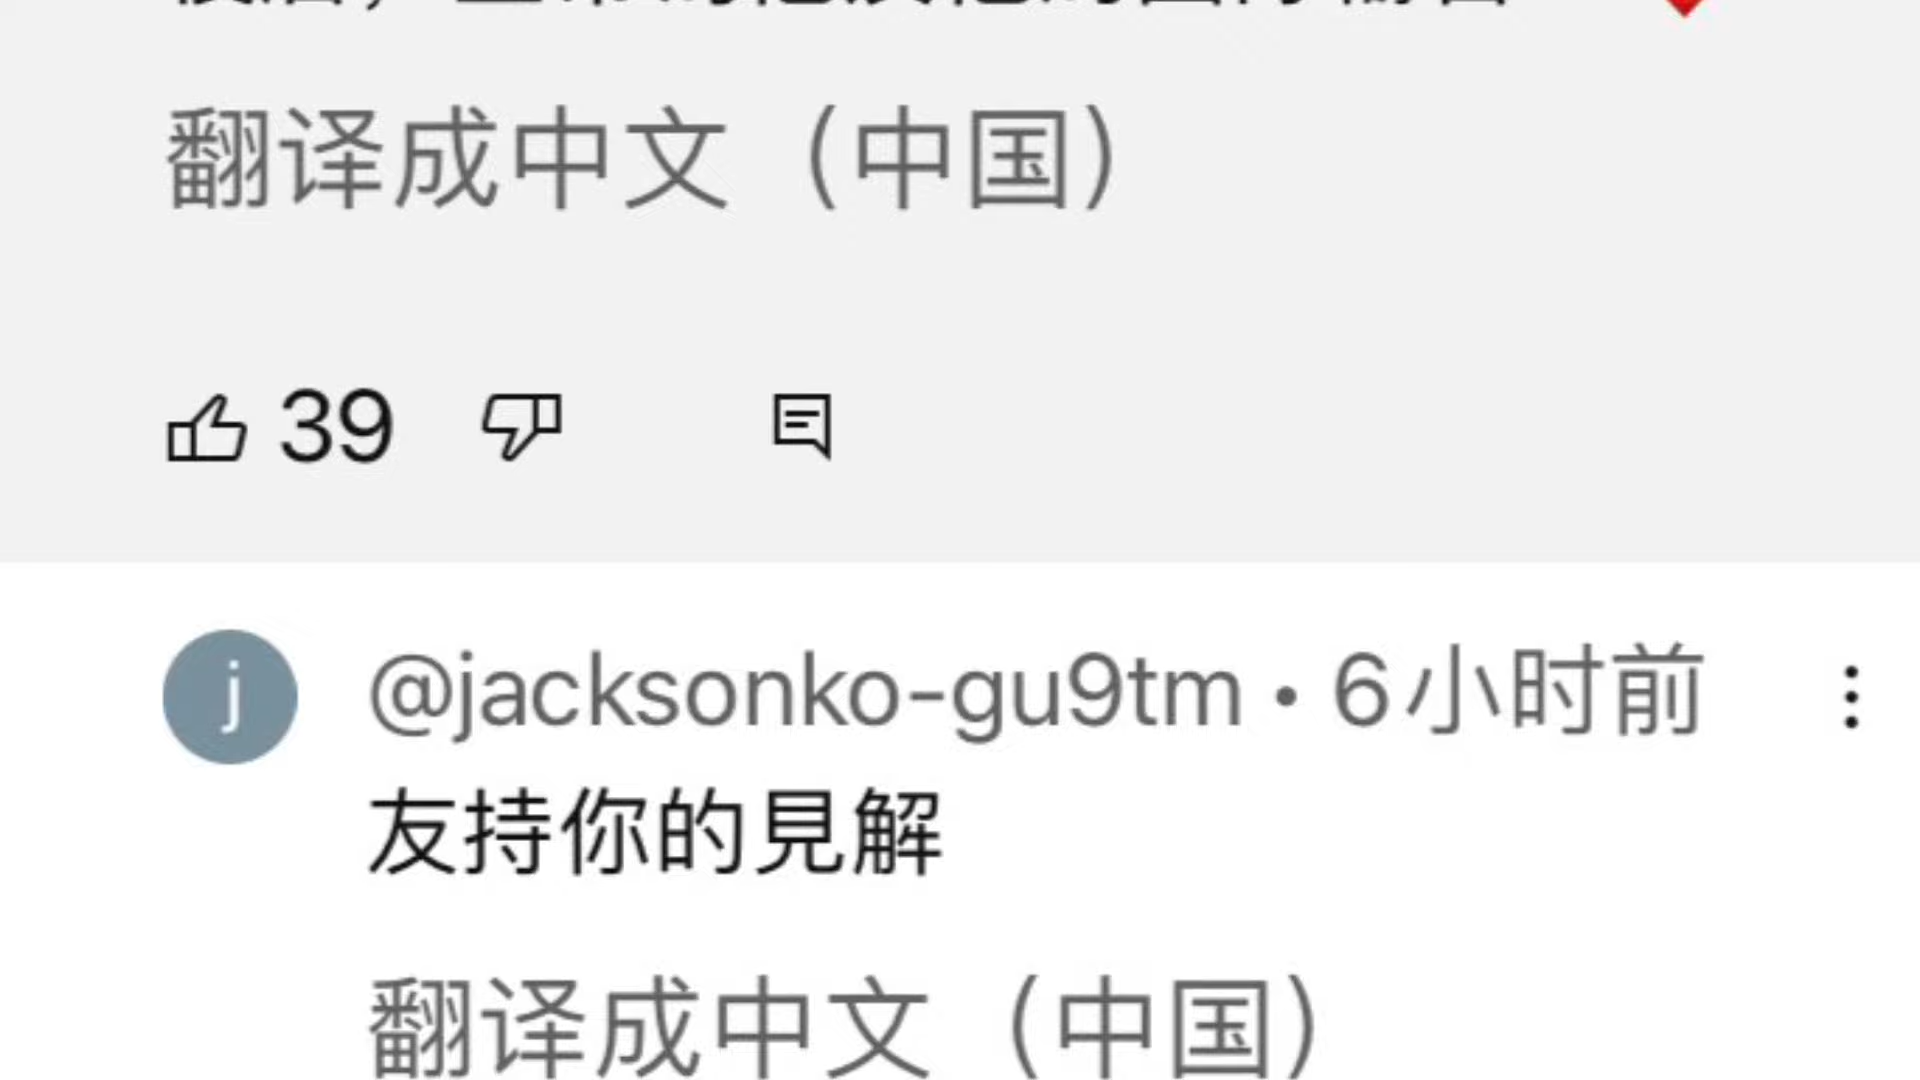 翻译成中文（中国）
39
j @jacksonko-gu9tm • 6小时前
友持你的見解
翻译成中文（中国）